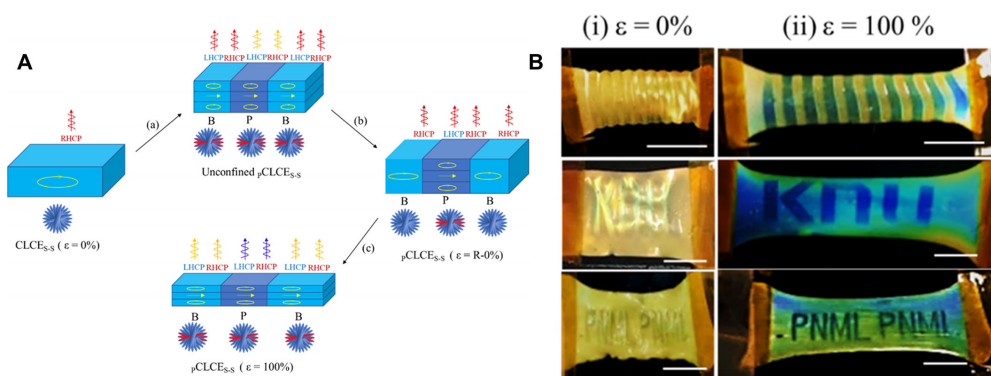 A
LHCP RHCP LHCP RHCP LHCP RHCP
B P B
Unconfined PCLCES-S
(a)
(b)
RHCP
CLCES-S ( ε = 0%)
RHCP LHCP RHCP RHCP
B P B
PCLCES-S ( ε = R-0%)
(c)
LHCP RHCP LHCP RHCP LHCP RHCP
B P B
PCLCES-S ( ε = 100%)
B
(i) ε = 0%
(ii) ε = 100 %
KNU
PNML PNML
PNML PNML